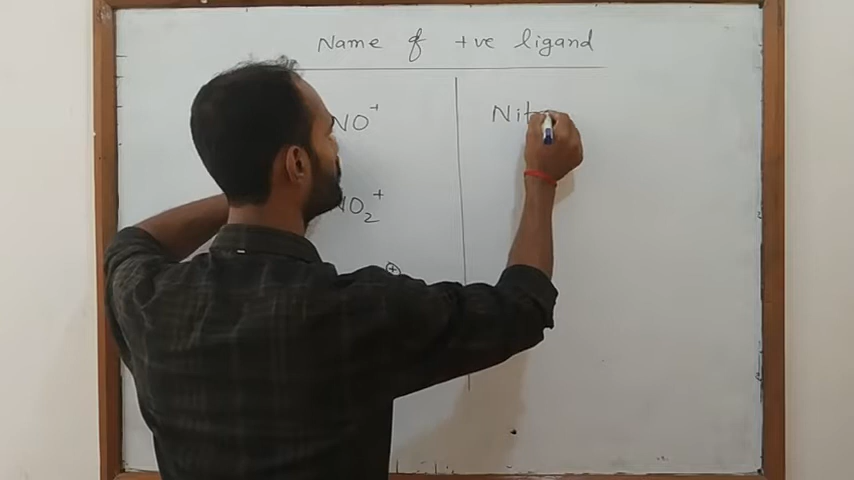 Name of +ve ligand
NO⁺ Nit
NO₂⁺
⊕